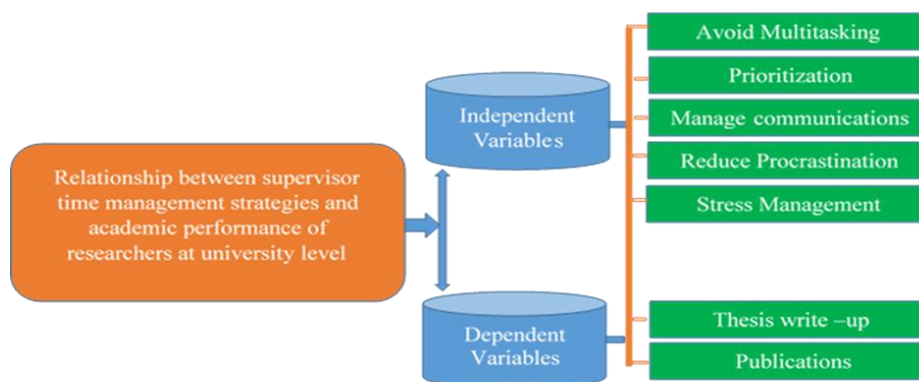 Relationship between supervisor
time management strategies and
academic performance of
researchers at university level
Independent
Variables
Avoid Multitasking
Prioritization
Manage communications
Reduce Procrastination
Stress Management
Dependent
Variables
Thesis write –up
Publications